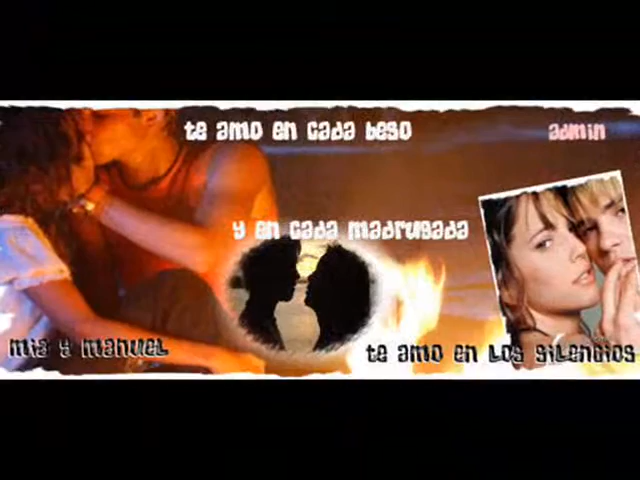 te amo en cada beso
admin
y en cada madrugada
mia y manuel
te amo en los silencios